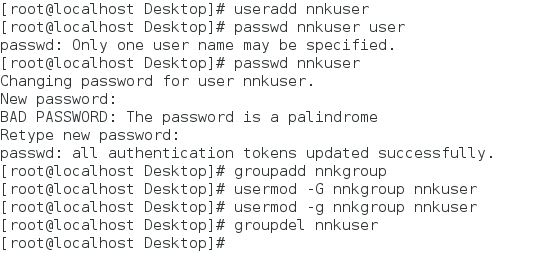 [root@localhost Desktop]# useradd nnkuser
[root@localhost Desktop]# passwd nnkuser user
passwd: Only one user name may be specified.
[root@localhost Desktop]# passwd nnkuser
Changing password for user nnkuser.
New password:
BAD PASSWORD: The password is a palindrome
Retype new password:
passwd: all authentication tokens updated successfully.
[root@localhost Desktop]# groupadd nnkgroup
[root@localhost Desktop]# usermod -G nnkgroup nnkuser
[root@localhost Desktop]# usermod -g nnkgroup nnkuser
[root@localhost Desktop]# groupdel nnkuser
[root@localhost Desktop]#